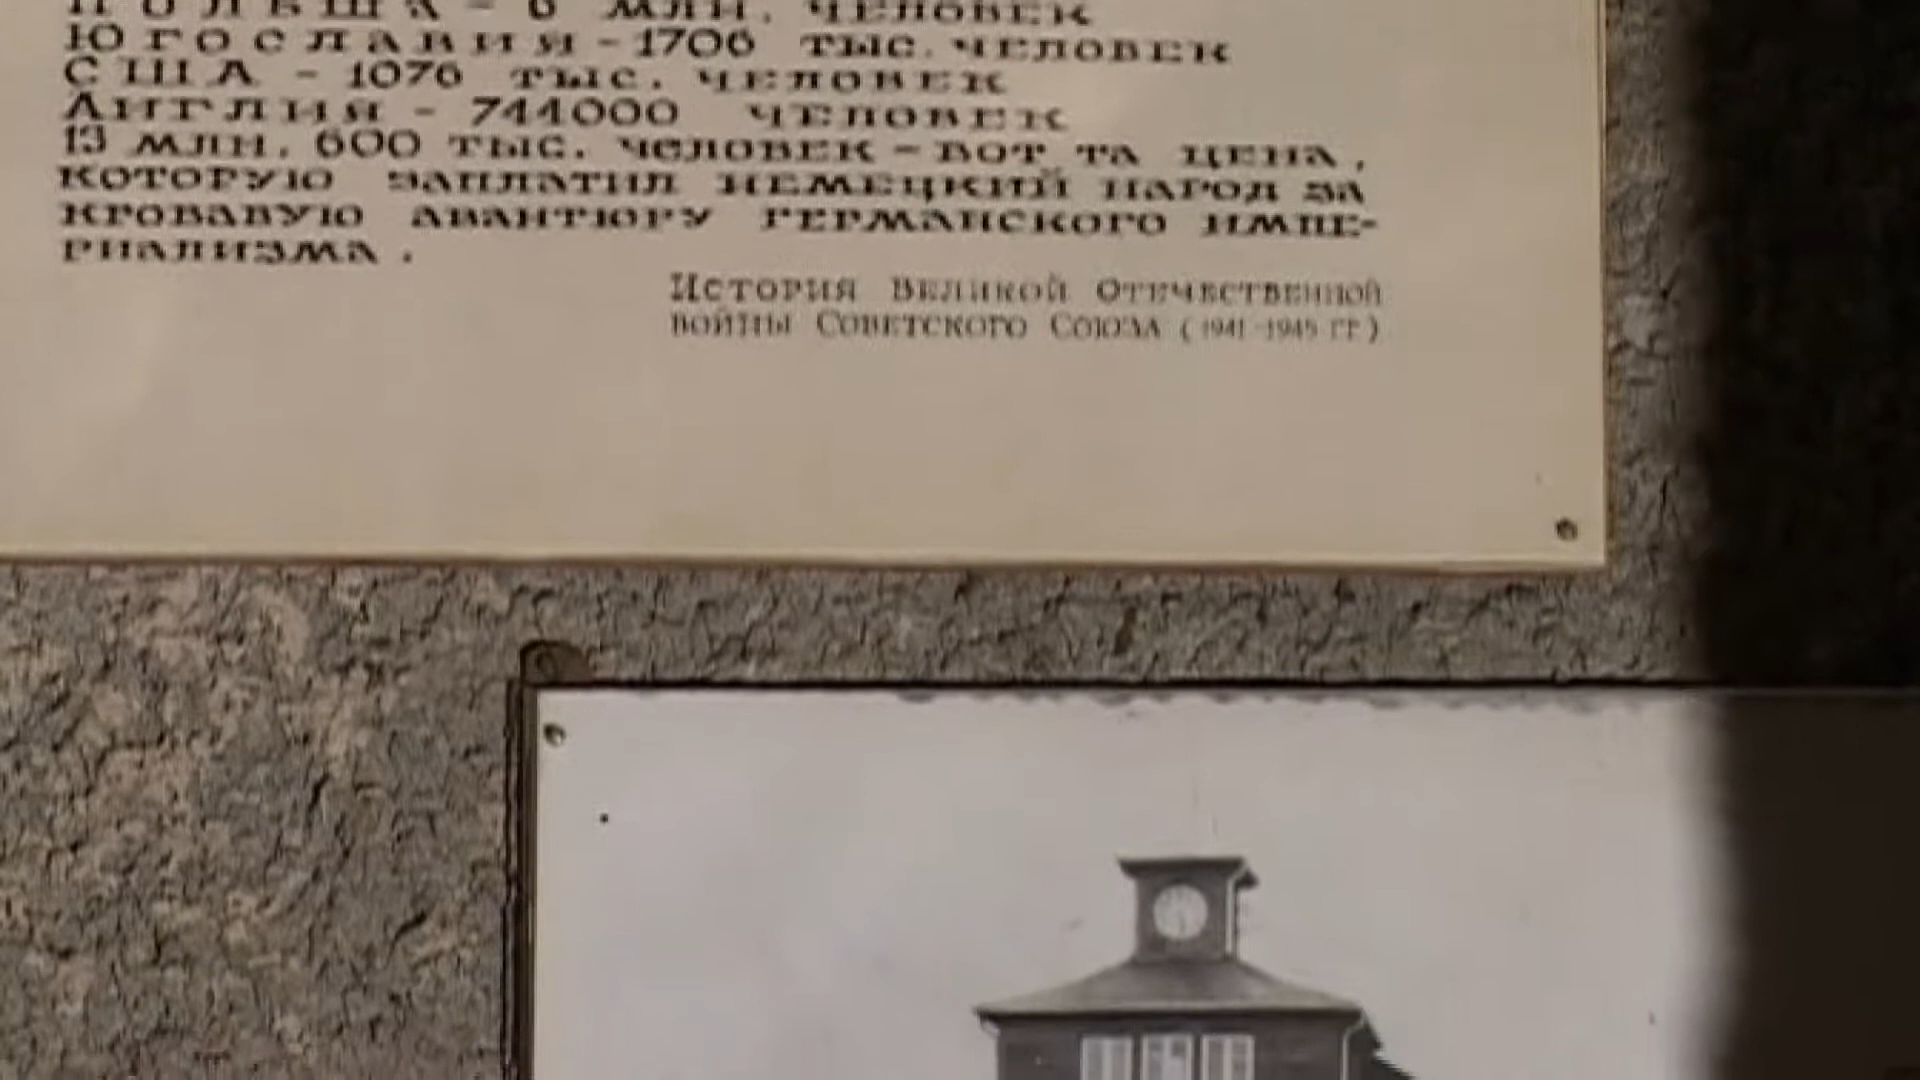 ПОЛЬША - 6 МЛН. ЧЕЛОВЕК
ЮГОСЛАВИЯ - 1706 ТЫС. ЧЕЛОВЕК
США - 1076 ТЫС. ЧЕЛОВЕК
АНГЛИЯ - 744000 ЧЕЛОВЕК
13 МЛН. 600 ТЫС. ЧЕЛОВЕК - ВОТ ТА ЦЕНА,
КОТОРУЮ ЗАПЛАТИЛ НЕМЕЦКИЙ НАРОД ЗА
КРОВАВУЮ АВАНТЮРУ ГЕРМАНСКОГО ИМПЕ-
РИАЛИЗМА.
ИСТОРИЯ ВЕЛИКОЙ ОТЕЧЕСТВЕННОЙ
ВОЙНЫ СОВЕТСКОГО СОЮЗА (1941-1945 ГГ)